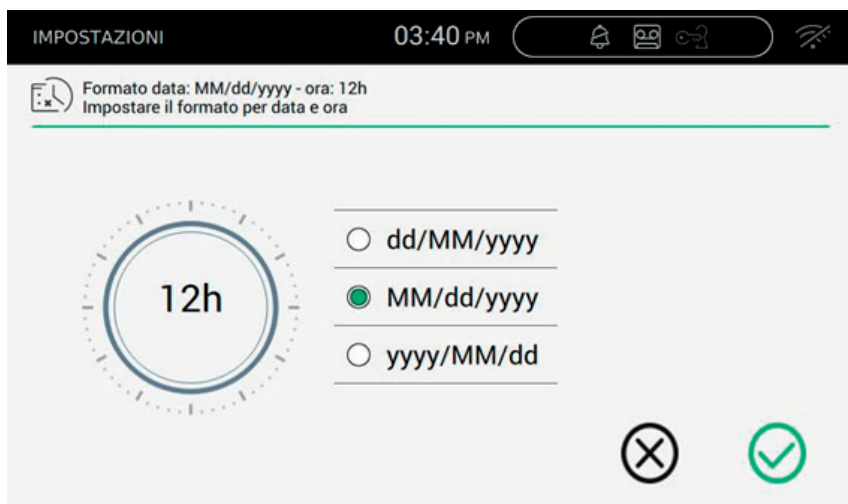 IMPOSTAZIONI 03:40 PM
Formato data: MM/dd/yyyy - ora: 12h
Impostare il formato per data e ora
12h
dd/MM/yyyy
MM/dd/yyyy
yyyy/MM/dd